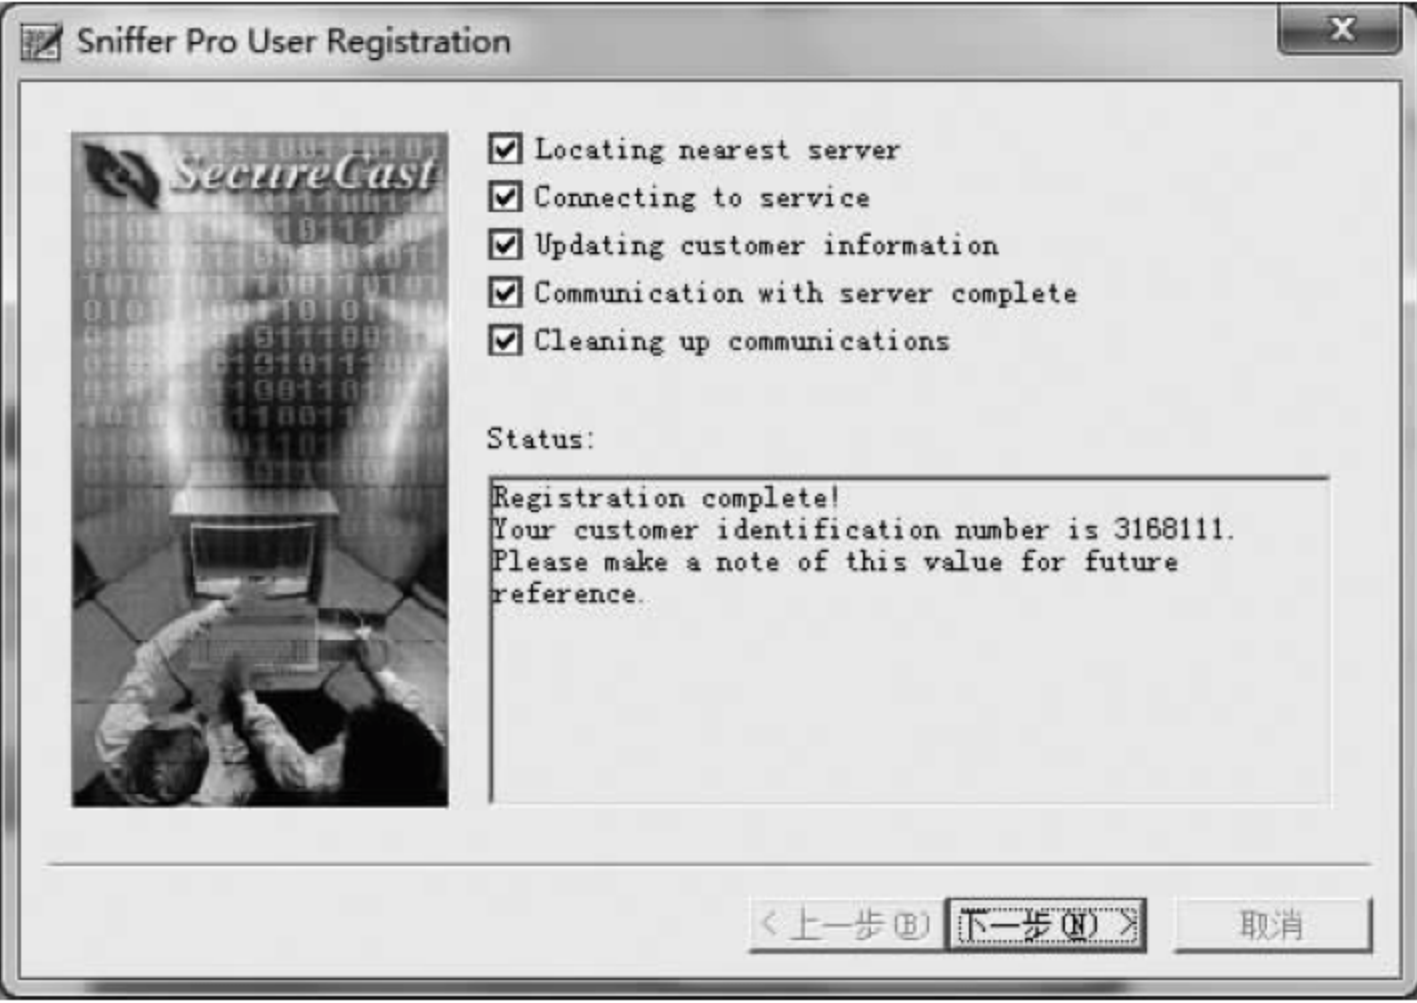 Sniffer Pro User Registration
SecureCast
Locating nearest server
Connecting to service
Updating customer information
Communication with server complete
Cleaning up communications
Status:
Registration complete!
Your customer identification number is 3168111.
Please make a note of this value for future
reference.
< 上一步(B) 下一步(N) > 取消